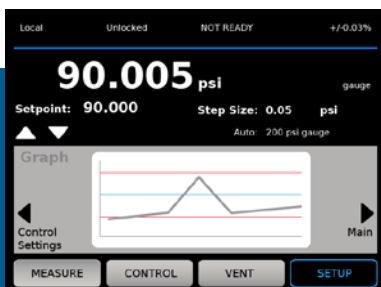 Local Unlocked NOT READY +/-0.03%
90.005 psi gauge
Setpoint: 90.000 Step Size: 0.05 psi
Auto: 200 psi gauge
Graph
Control Settings Main
MEASURE CONTROL VENT SETUP